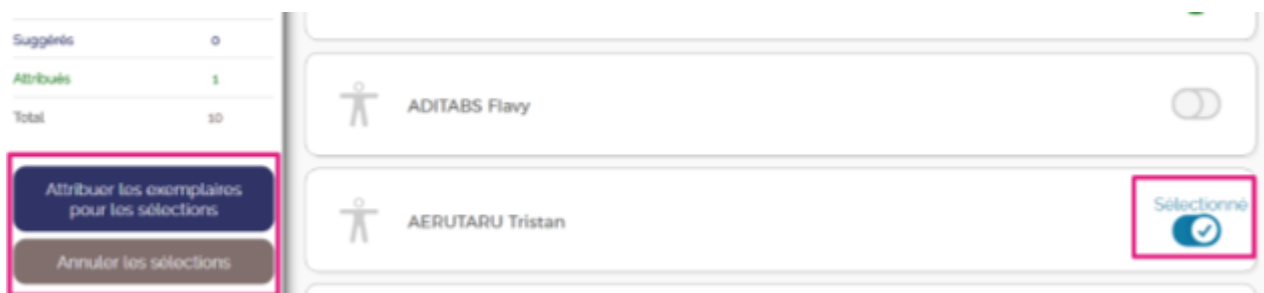 Suggérés 0
Attribués 1
Total 10
Attribuer les exemplaires
pour les sélections
Annuler les sélections
ADITABS Flavy
Sélectionné
AERUTARU Tristan